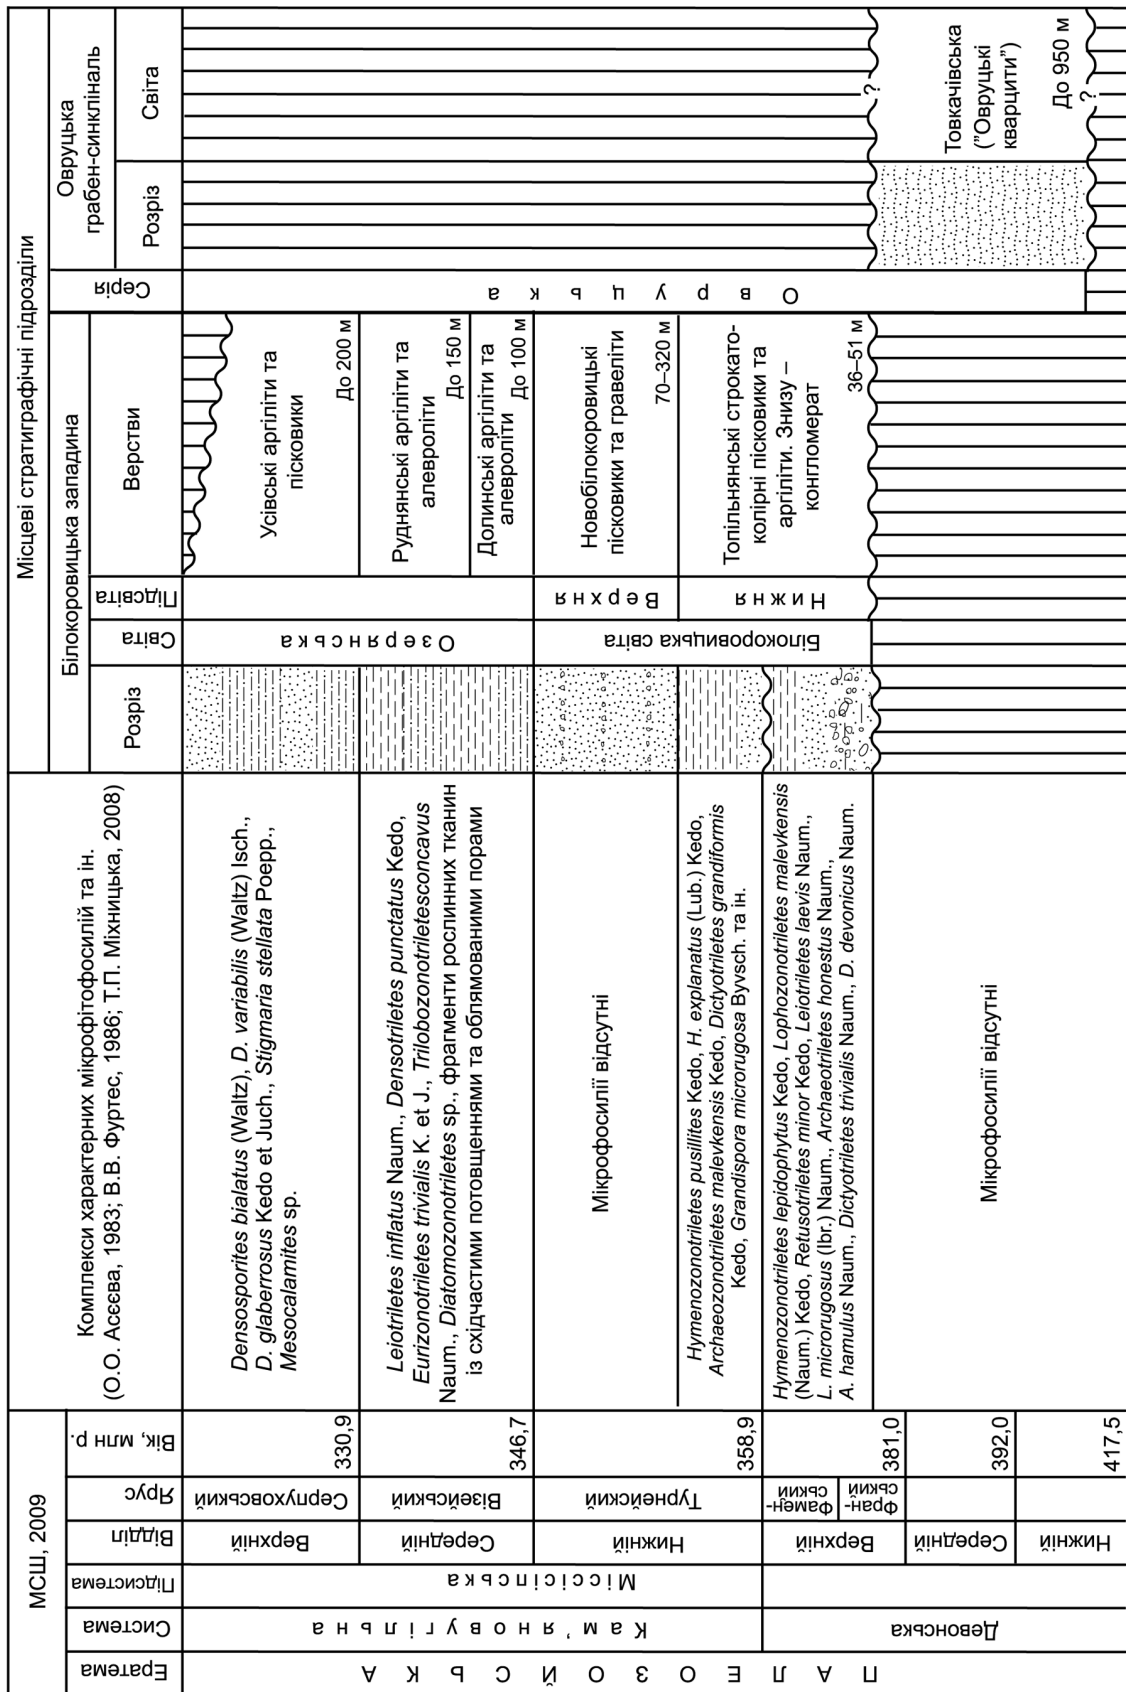 МСШ, 2009
Ератема
Система
Підсистема
Відділ
Ярус
Вік, млн р.
Комплекси характерних мікрофітофосилій та ін.
(О.О. Асєєва, 1983; В.В. Фуртес, 1986; Т.П. Міхницька, 2008)
Місцеві стратиграфічні підрозділи
Білокоровицька западина
Розріз
Світа
Підсвіта
Верстви
Серія
Овруцька
грабен-синкліналь
Розріз
Світа
ПАЛЕОЗОЙСЬКА
Кам’яновугільна
Міссісіпська
Верхній
Серпуховський
330,9
Densosporites bialatus (Waltz), D. variabilis (Waltz) Isch.,
D. glaberrosus Kedo et Juch., Stigmaria stellata Poepp.,
Mesocalamites sp.
Озерянська
Усівські аргіліти та
пісковики
До 200 м
Овруцька
Середній
Візейський
346,7
Leiotriletes inflatus Naum., Densotriletes punctatus Kedo,
Eurizonotriletes trivialis K. et J., Trilobozonotriletesconcavus
Naum., Diatomozonotriletes sp., фрагменти рослинних тканин
із східчастими потовщеннями та облямованими порами
Руднянські аргіліти та
алевроліти
До 150 м
Долинські аргіліти та
алевроліти
До 100 м
Нижній
Турнейский
358,9
Мікрофосилії відсутні
Білокоровицька світа
Верхня
Новобілокоровицькі
пісковики та гравеліти
70–320 м
Hymenozonotriletes pusillites Kedo, H. explanatus (Lub.) Kedo,
Archaeozonotriletes malevkensis Kedo, Dictyotriletes grandiformis
Kedo, Grandispora microrugosa Byvsch. та ін.
Нижня
Топільнянські строкато-
колірні пісковики та
аргіліти. Знизу –
конгломерат
36–51 м
Девонська
Верхній
Фамен-
ський
Фран-
ський
381,0
Hymenozonotriletes lepidophytus Kedo, Lophozonotriletes malevkensis
(Naum.) Kedo, Retusotriletes minor Kedo, Leiotriletes laevis Naum.,
L. microrugosus (Ibr.) Naum., Archaeotriletes honestus Naum.,
A. hamulus Naum., Dictyotriletes trivialis Naum., D. devonicus Naum.
?
Товкачівська
(”Овруцькі
кварцити”)
До 950 м
?
Середній
392,0
Мікрофосилії відсутні
Нижній
417,5